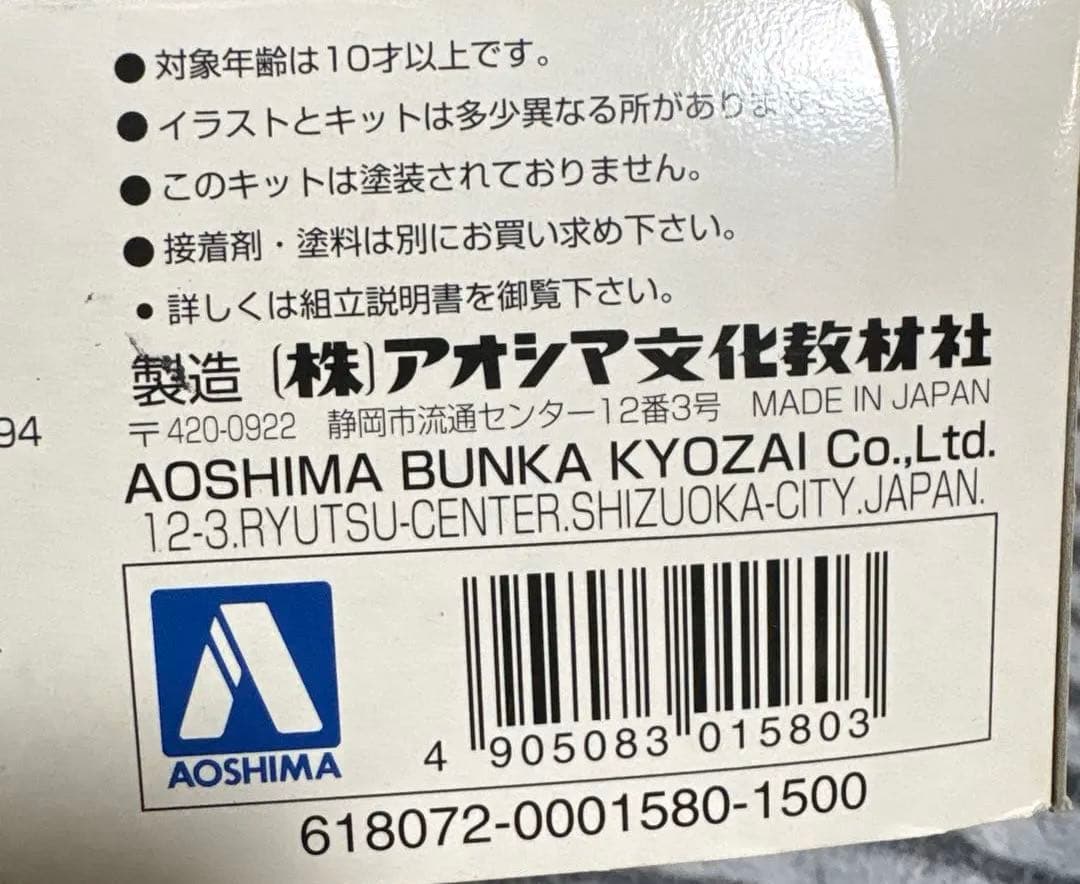 ●対象年齢は10才以上です。
●イラストとキットは多少異なる所があります。
●このキットは塗装されておりません。
●接着剤・塗料は別にお買い求め下さい。
●詳しくは組立説明書を御覧下さい。
製造 (株)アオシマ文化教材社
94
〒420-0922 静岡市流通センター12番3号 MADE IN JAPAN
AOSHIMA BUNKA KYOZAI Co.,Ltd.
12-3.RYUTSU-CENTER.SHIZUOKA-CITY.JAPAN.
AOSHIMA
4 905083 015803
618072-0001580-1500